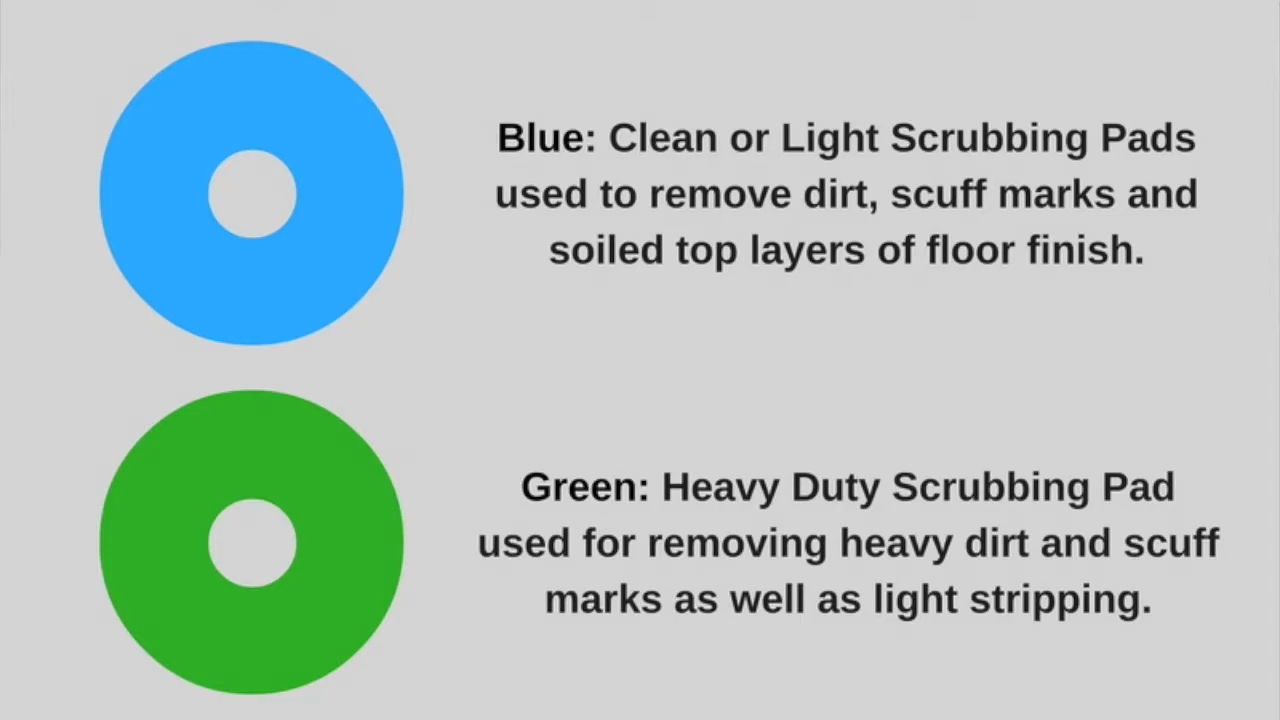 Blue: Clean or Light Scrubbing Pads
used to remove dirt, scuff marks and
soiled top layers of floor finish.
Green: Heavy Duty Scrubbing Pad
used for removing heavy dirt and scuff
marks as well as light stripping.